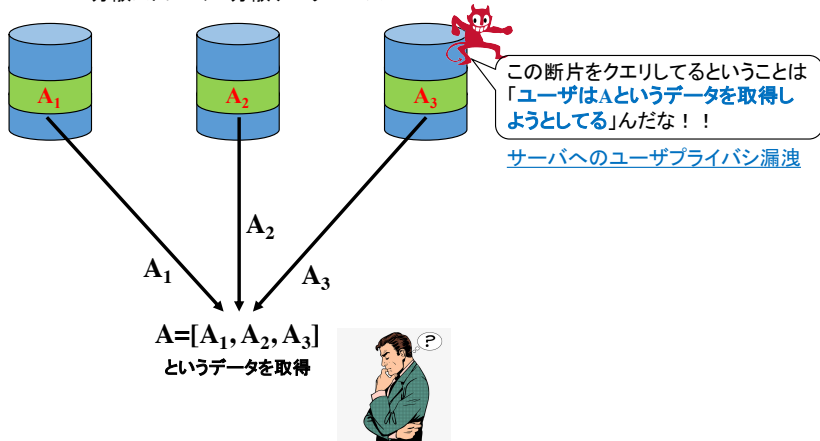 A₁
A₂
A₃
この断片をクエリしてるということは
「ユーザはAというデータを取得し
ようとしてる」んだな！！
サーバへのユーザプライバシ漏洩
A₂
A₁
A₃
A=[A₁, A₂, A₃]
というデータを取得
?